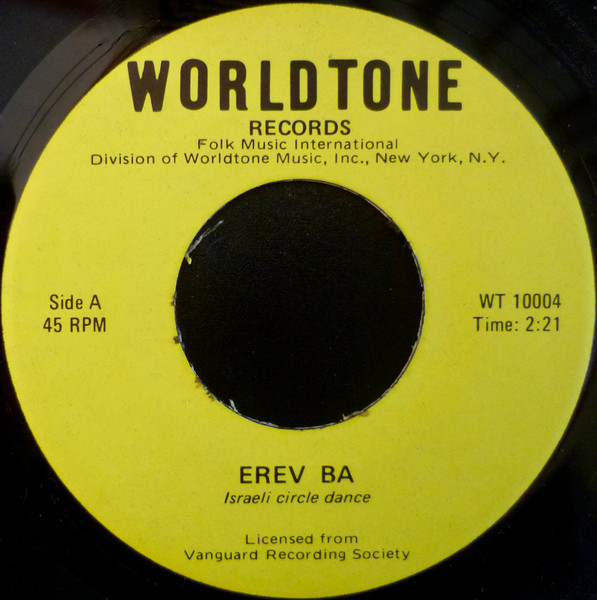 WORLDTONE
RECORDS
Folk Music International
Division of Worldtone Music, Inc., New York, N.Y.
Side A
45 RPM
WT 10004
Time: 2:21
EREV BA
Israeli circle dance
Licensed from
Vanguard Recording Society